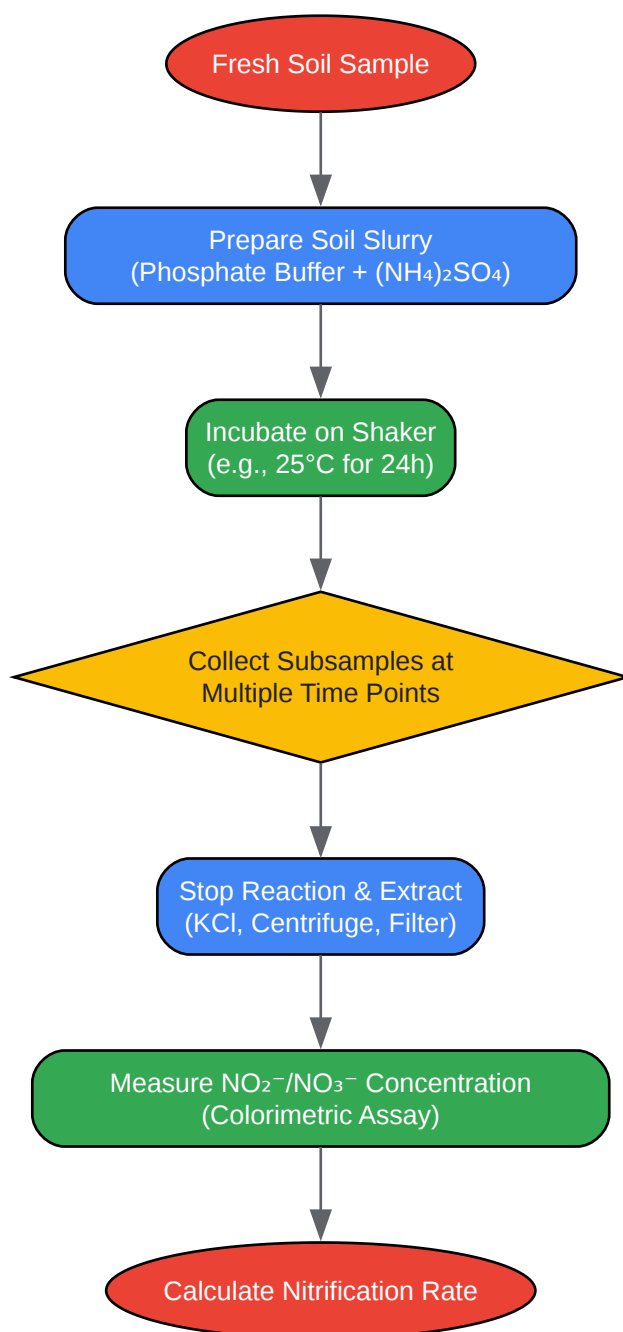 Fresh Soil Sample
Prepare Soil Slurry
(Phosphate Buffer + (NH₄)₂SO₄)
Incubate on Shaker
(e.g., 25°C for 24h)
Collect Subsamples at
Multiple Time Points
Stop Reaction & Extract
(KCl, Centrifuge, Filter)
Measure NO₂⁻/NO₃⁻ Concentration
(Colorimetric Assay)
Calculate Nitrification Rate